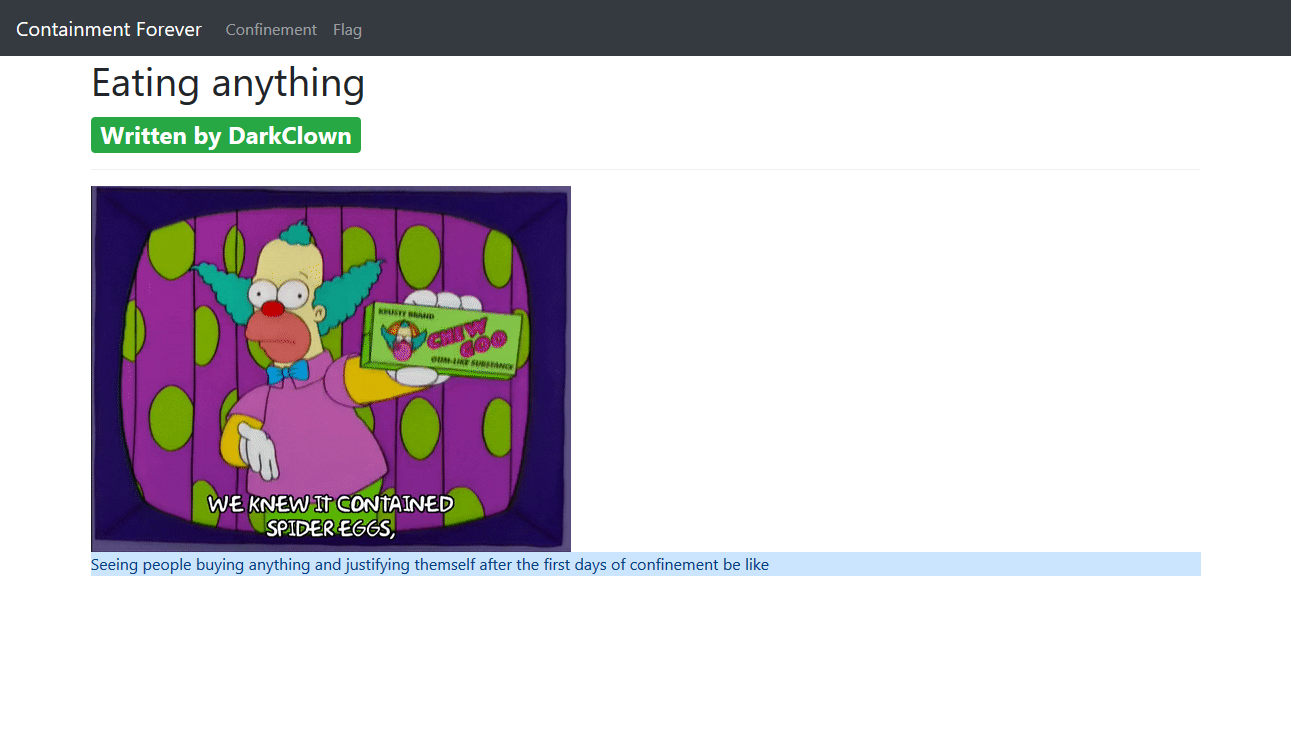 Containment Forever Confinement Flag
Eating anything
Written by DarkClown
KRUSTY BRAND
CHEW
GOO
GUM-LIKE SUBSTANCE
WE KNEW IT CONTAINED
SPIDER EGGS,
Seeing people buying anything and justifying themself after the first days of confinement be like